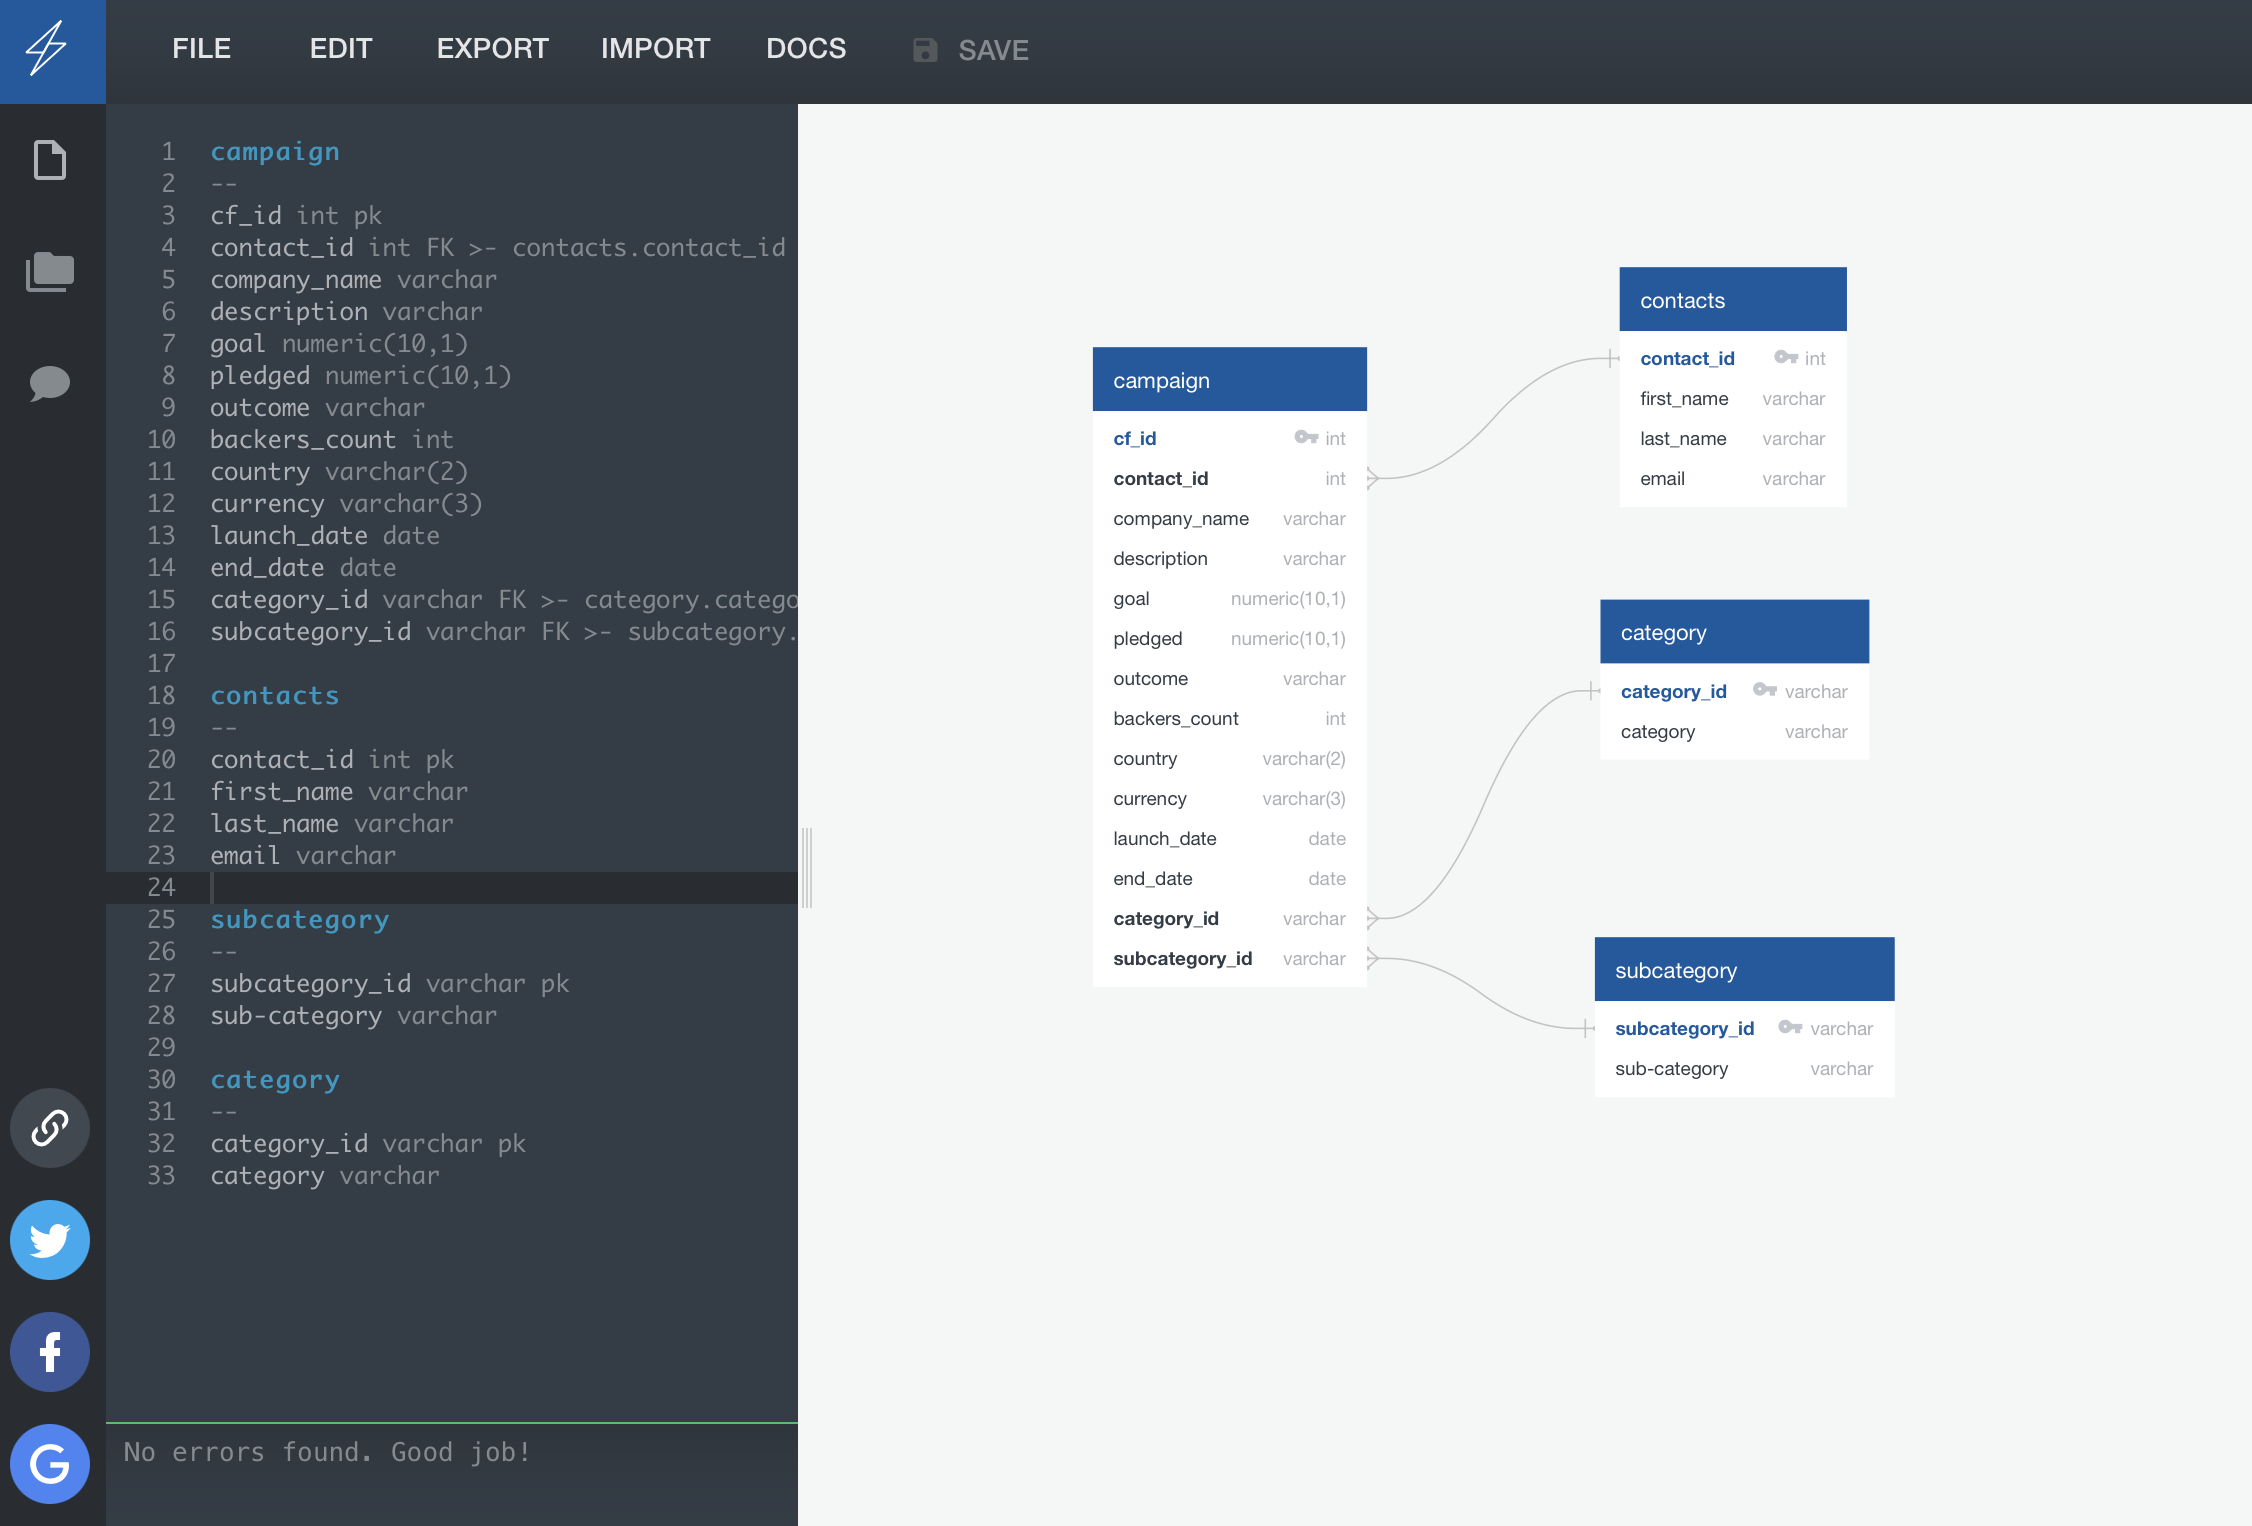 FILE EDIT EXPORT IMPORT DOCS SAVE
1 campaign
2 --
3 cf_id int pk
4 contact_id int FK >- contacts.contact_id
5 company_name varchar
6 description varchar
7 goal numeric(10,1)
8 pledged numeric(10,1)
9 outcome varchar
10 backers_count int
11 country varchar(2)
12 currency varchar(3)
13 launch_date date
14 end_date date
15 category_id varchar FK >- category.catego
16 subcategory_id varchar FK >- subcategory.
17
18 contacts
19 --
20 contact_id int pk
21 first_name varchar
22 last_name varchar
23 email varchar
24
25 subcategory
26 --
27 subcategory_id varchar pk
28 sub-category varchar
29
30 category
31 --
32 category_id varchar pk
33 category varchar
No errors found. Good job!
campaign
cf_id int
contact_id int
company_name varchar
description varchar
goal numeric(10,1)
pledged numeric(10,1)
outcome varchar
backers_count int
country varchar(2)
currency varchar(3)
launch_date date
end_date date
category_id varchar
subcategory_id varchar
contacts
contact_id int
first_name varchar
last_name varchar
email varchar
category
category_id varchar
category varchar
subcategory
subcategory_id varchar
sub-category varchar